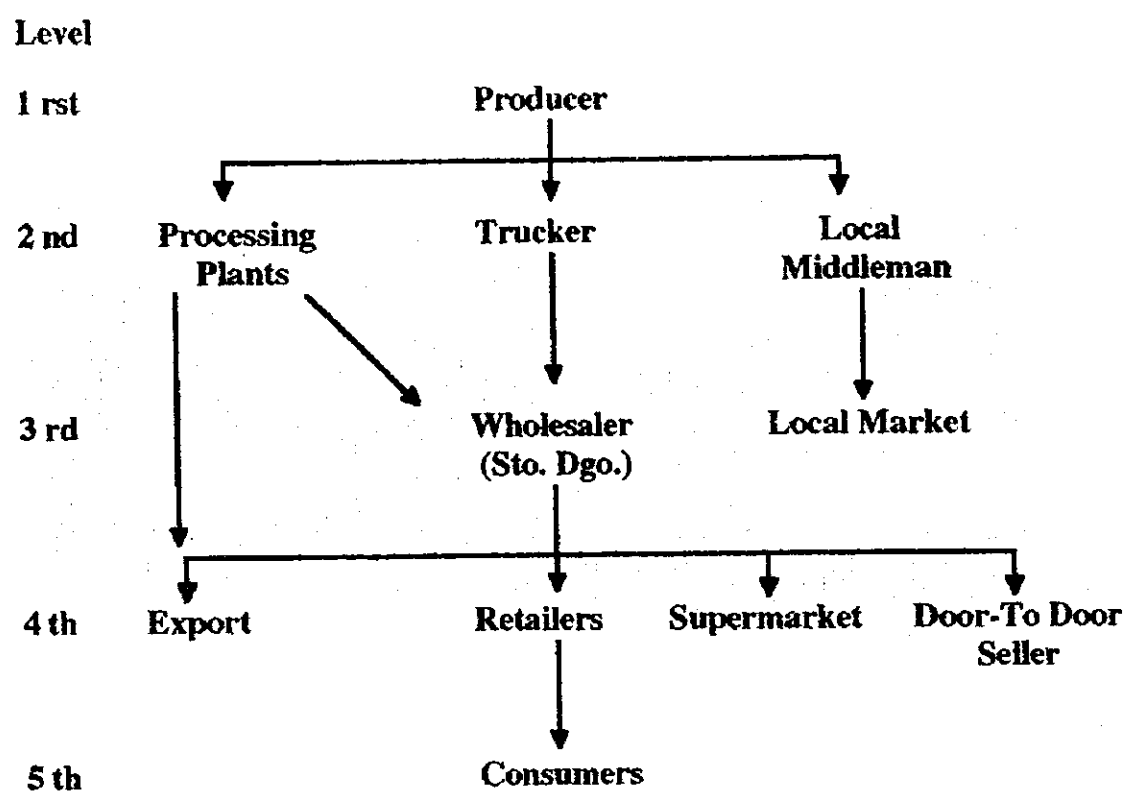 Level
1 rst
Producer
2 nd
Processing
Plants
Trucker
Local
Middleman
3 rd
Wholesaler
(Sto. Dgo.)
Local Market
4 th
Export
Retailers
Supermarket
Door-To Door
Seller
5 th
Consumers